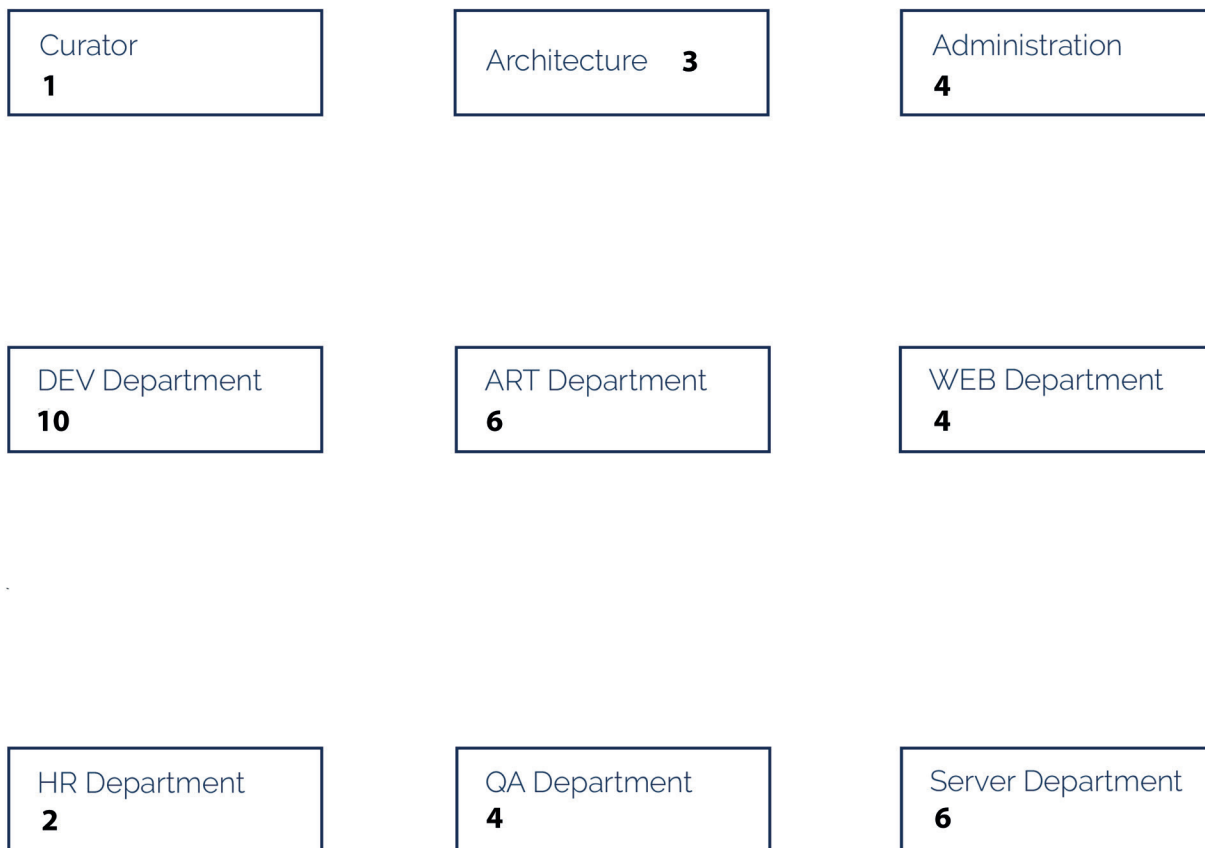 Curator
1
Architecture 3
Administration
4
DEV Department
10
ART Department
6
WEB Department
4
HR Department
2
QA Department
4
Server Department
6